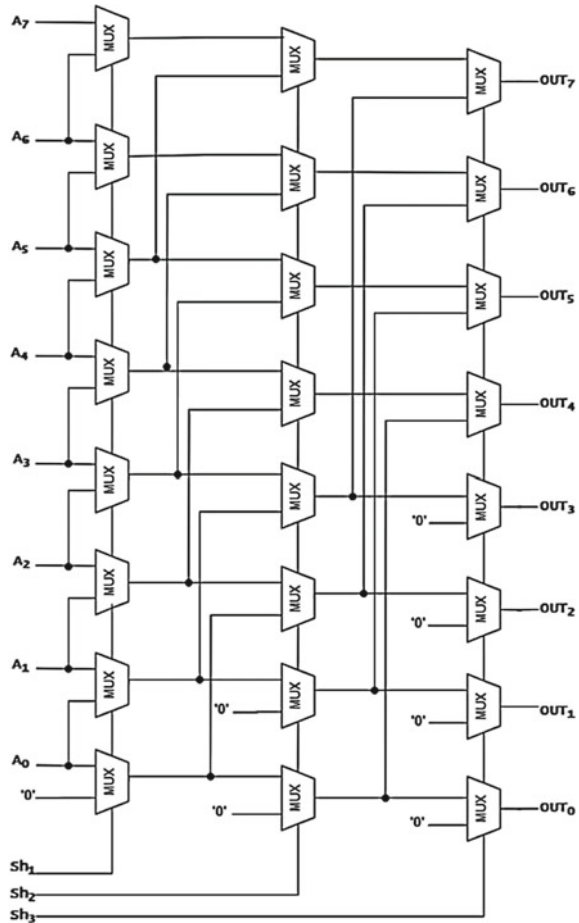 A7
MUX
MUX
MUX
OUT7
A6
MUX
MUX
MUX
OUT6
A5
MUX
MUX
MUX
OUT5
A4
MUX
MUX
MUX
OUT4
A3
MUX
MUX
MUX
'0'
OUT3
A2
MUX
MUX
MUX
'0'
OUT2
A1
MUX
'0'
MUX
'0'
MUX
OUT1
A0
'0'
MUX
'0'
MUX
'0'
MUX
OUT0
Sh1
Sh2
Sh3